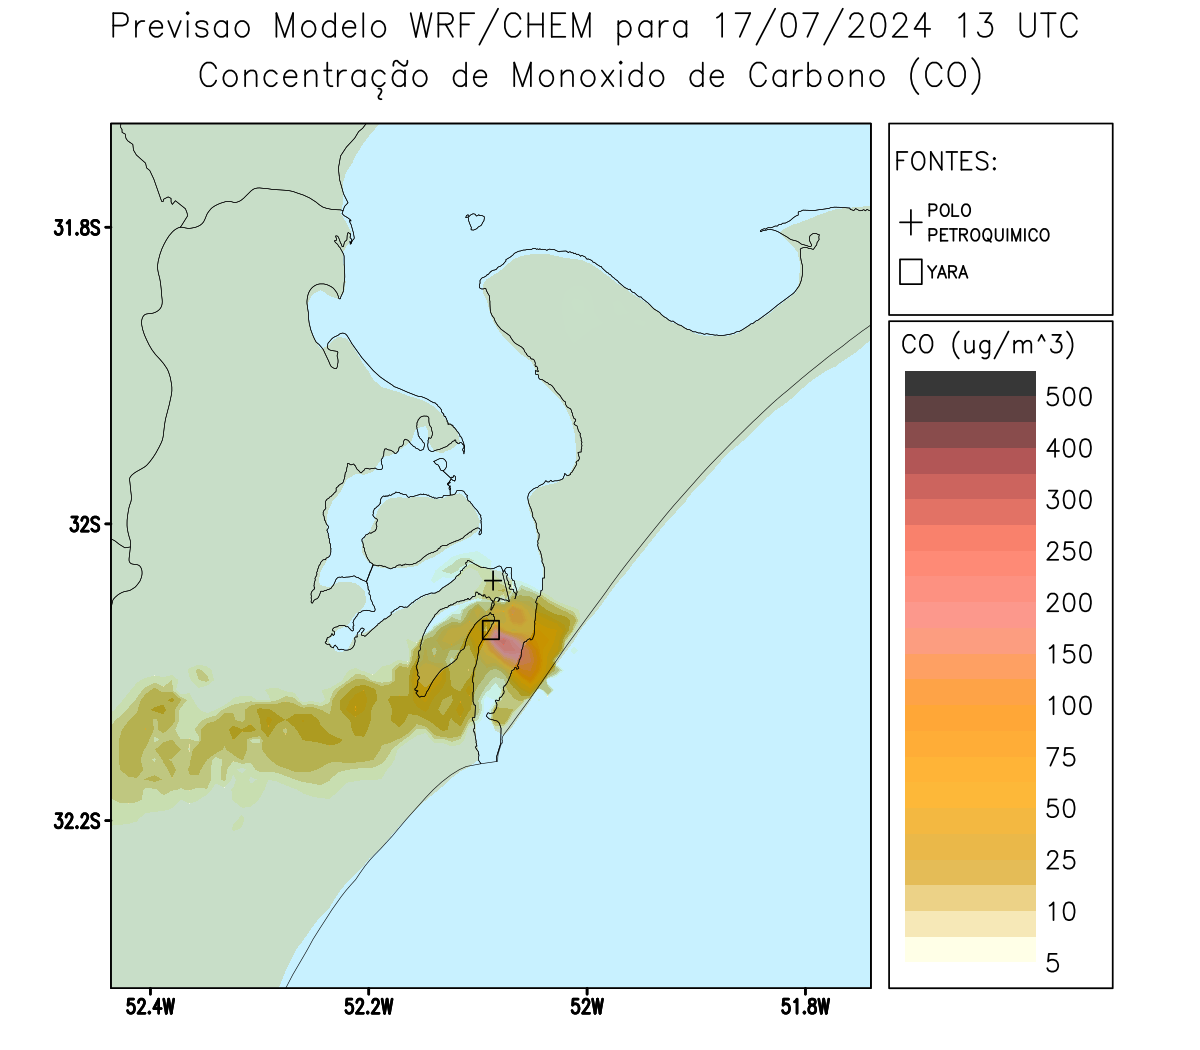 Previsao Modelo WRF/CHEM para 17/07/2024 13 UTC
Concentração de Monoxido de Carbono (CO)
FONTES:
POLO
PETROQUIMICO
YARA
CO (ug/m^3)
500
400
300
250
200
150
100
75
50
25
10
5
31.8S
32S
32.2S
52.4W
52.2W
52W
51.8W